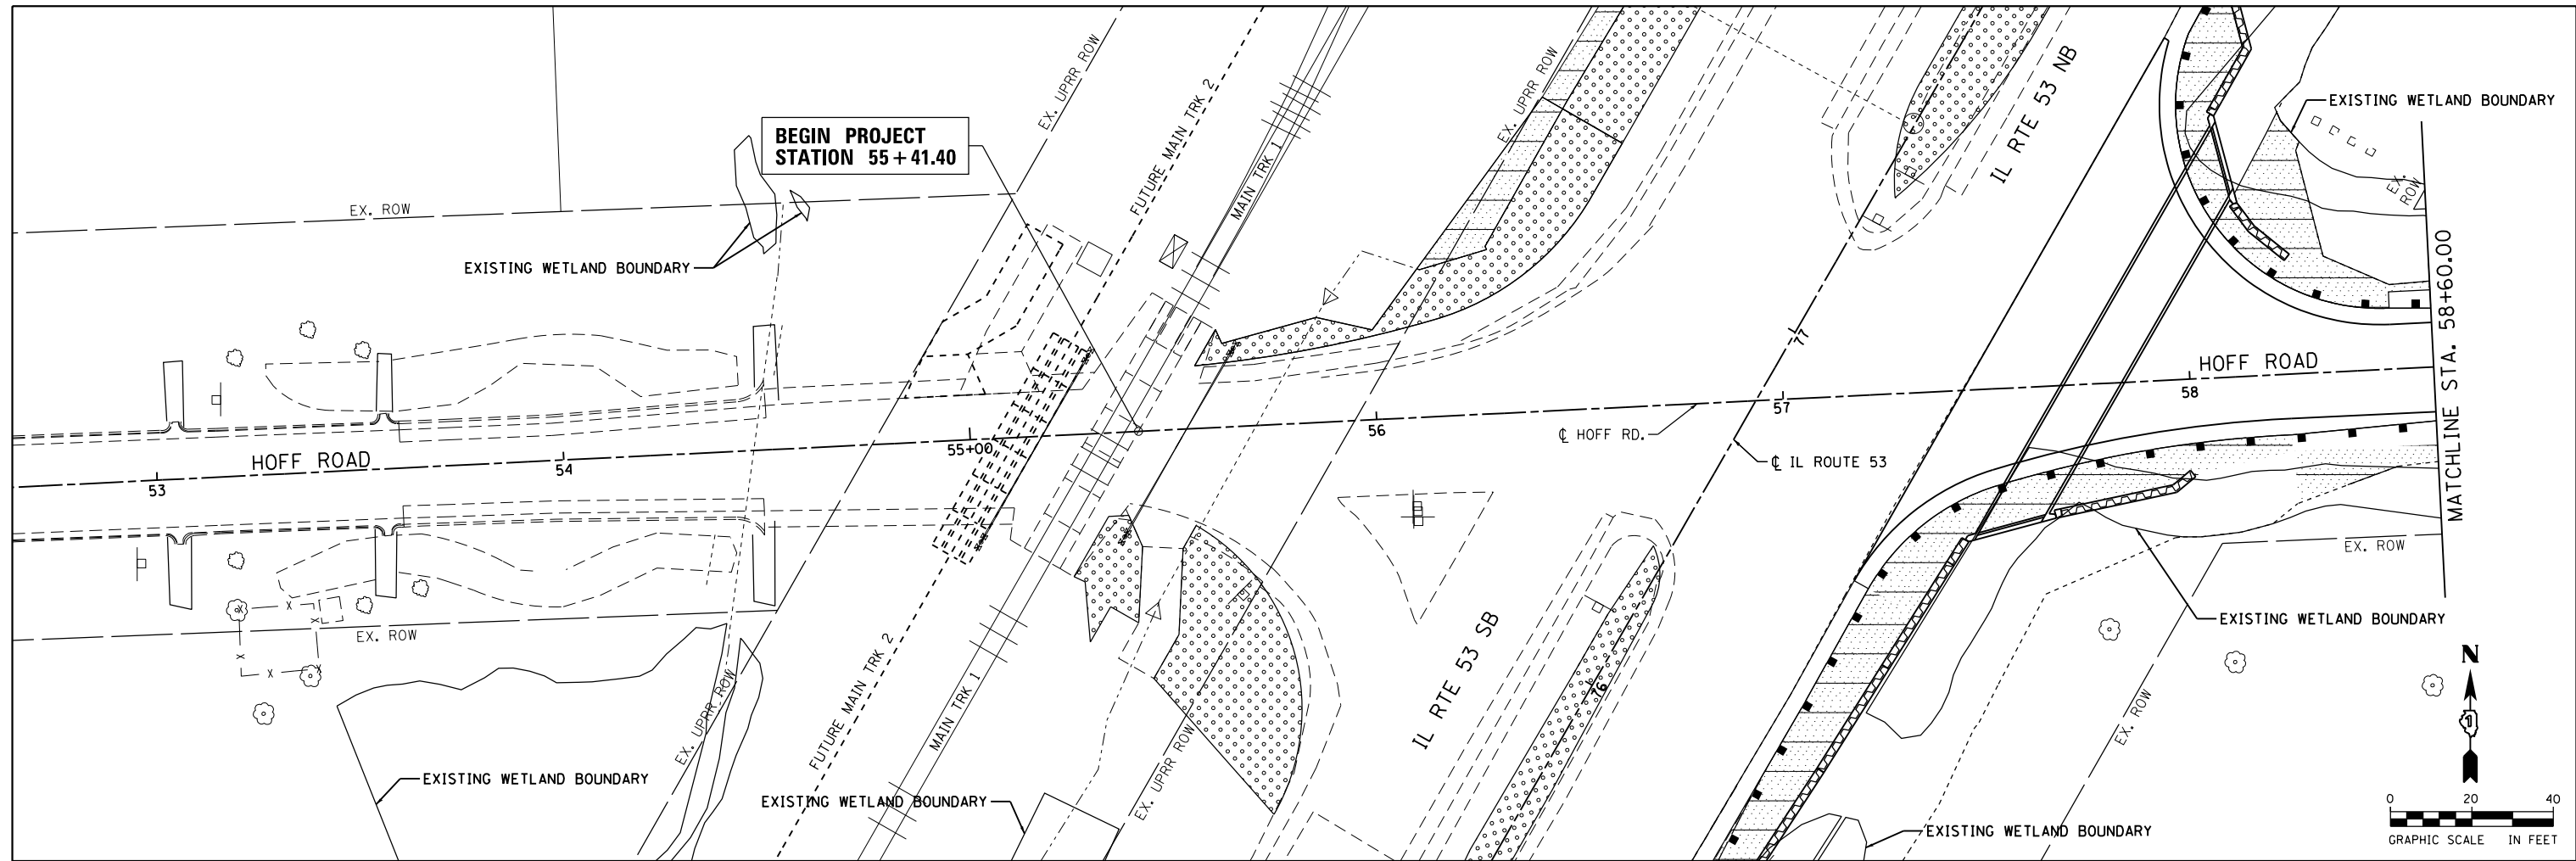 EX. UPRR ROW
FUTURE MAIN TRK 2
MAIN TRK 1
EX. UPRR ROW
IL RTE 53 NB
EXISTING WETLAND BOUNDARY
BEGIN PROJECT
STATION 55+41.40
EX. ROW
EX.
ROW
EXISTING WETLAND BOUNDARY
MATCHLINE STA. 58+60.00
77
HOFF ROAD
58
57
56
℄ HOFF RD.
55+00
HOFF ROAD
54
53
℄ IL ROUTE 53
EX. ROW
EX. ROW
EXISTING WETLAND BOUNDARY
IL RTE 53 SB
76
FUTURE MAIN TRK 2
MAIN TRK 1
EX. UPRR ROW
EX. UPRR ROW
EX. ROW
N
1
EXISTING WETLAND BOUNDARY
EXISTING WETLAND BOUNDARY
EXISTING WETLAND BOUNDARY
0 20 40
GRAPHIC SCALE IN FEET